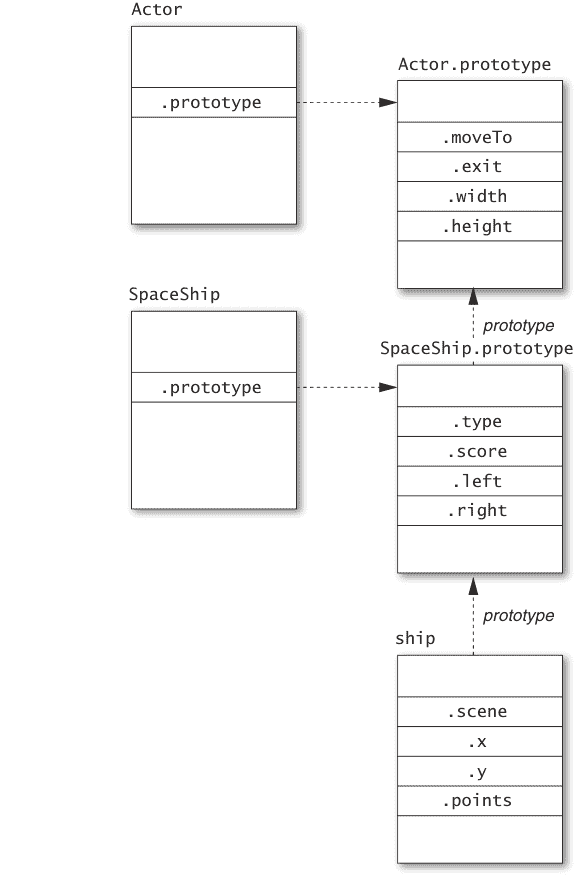 Actor
.prototype
Actor.prototype
.moveTo
.exit
.width
.height
prototype
SpaceShip
.prototype
SpaceShip.prototype
.type
.score
.left
.right
prototype
ship
.scene
.x
.y
.points